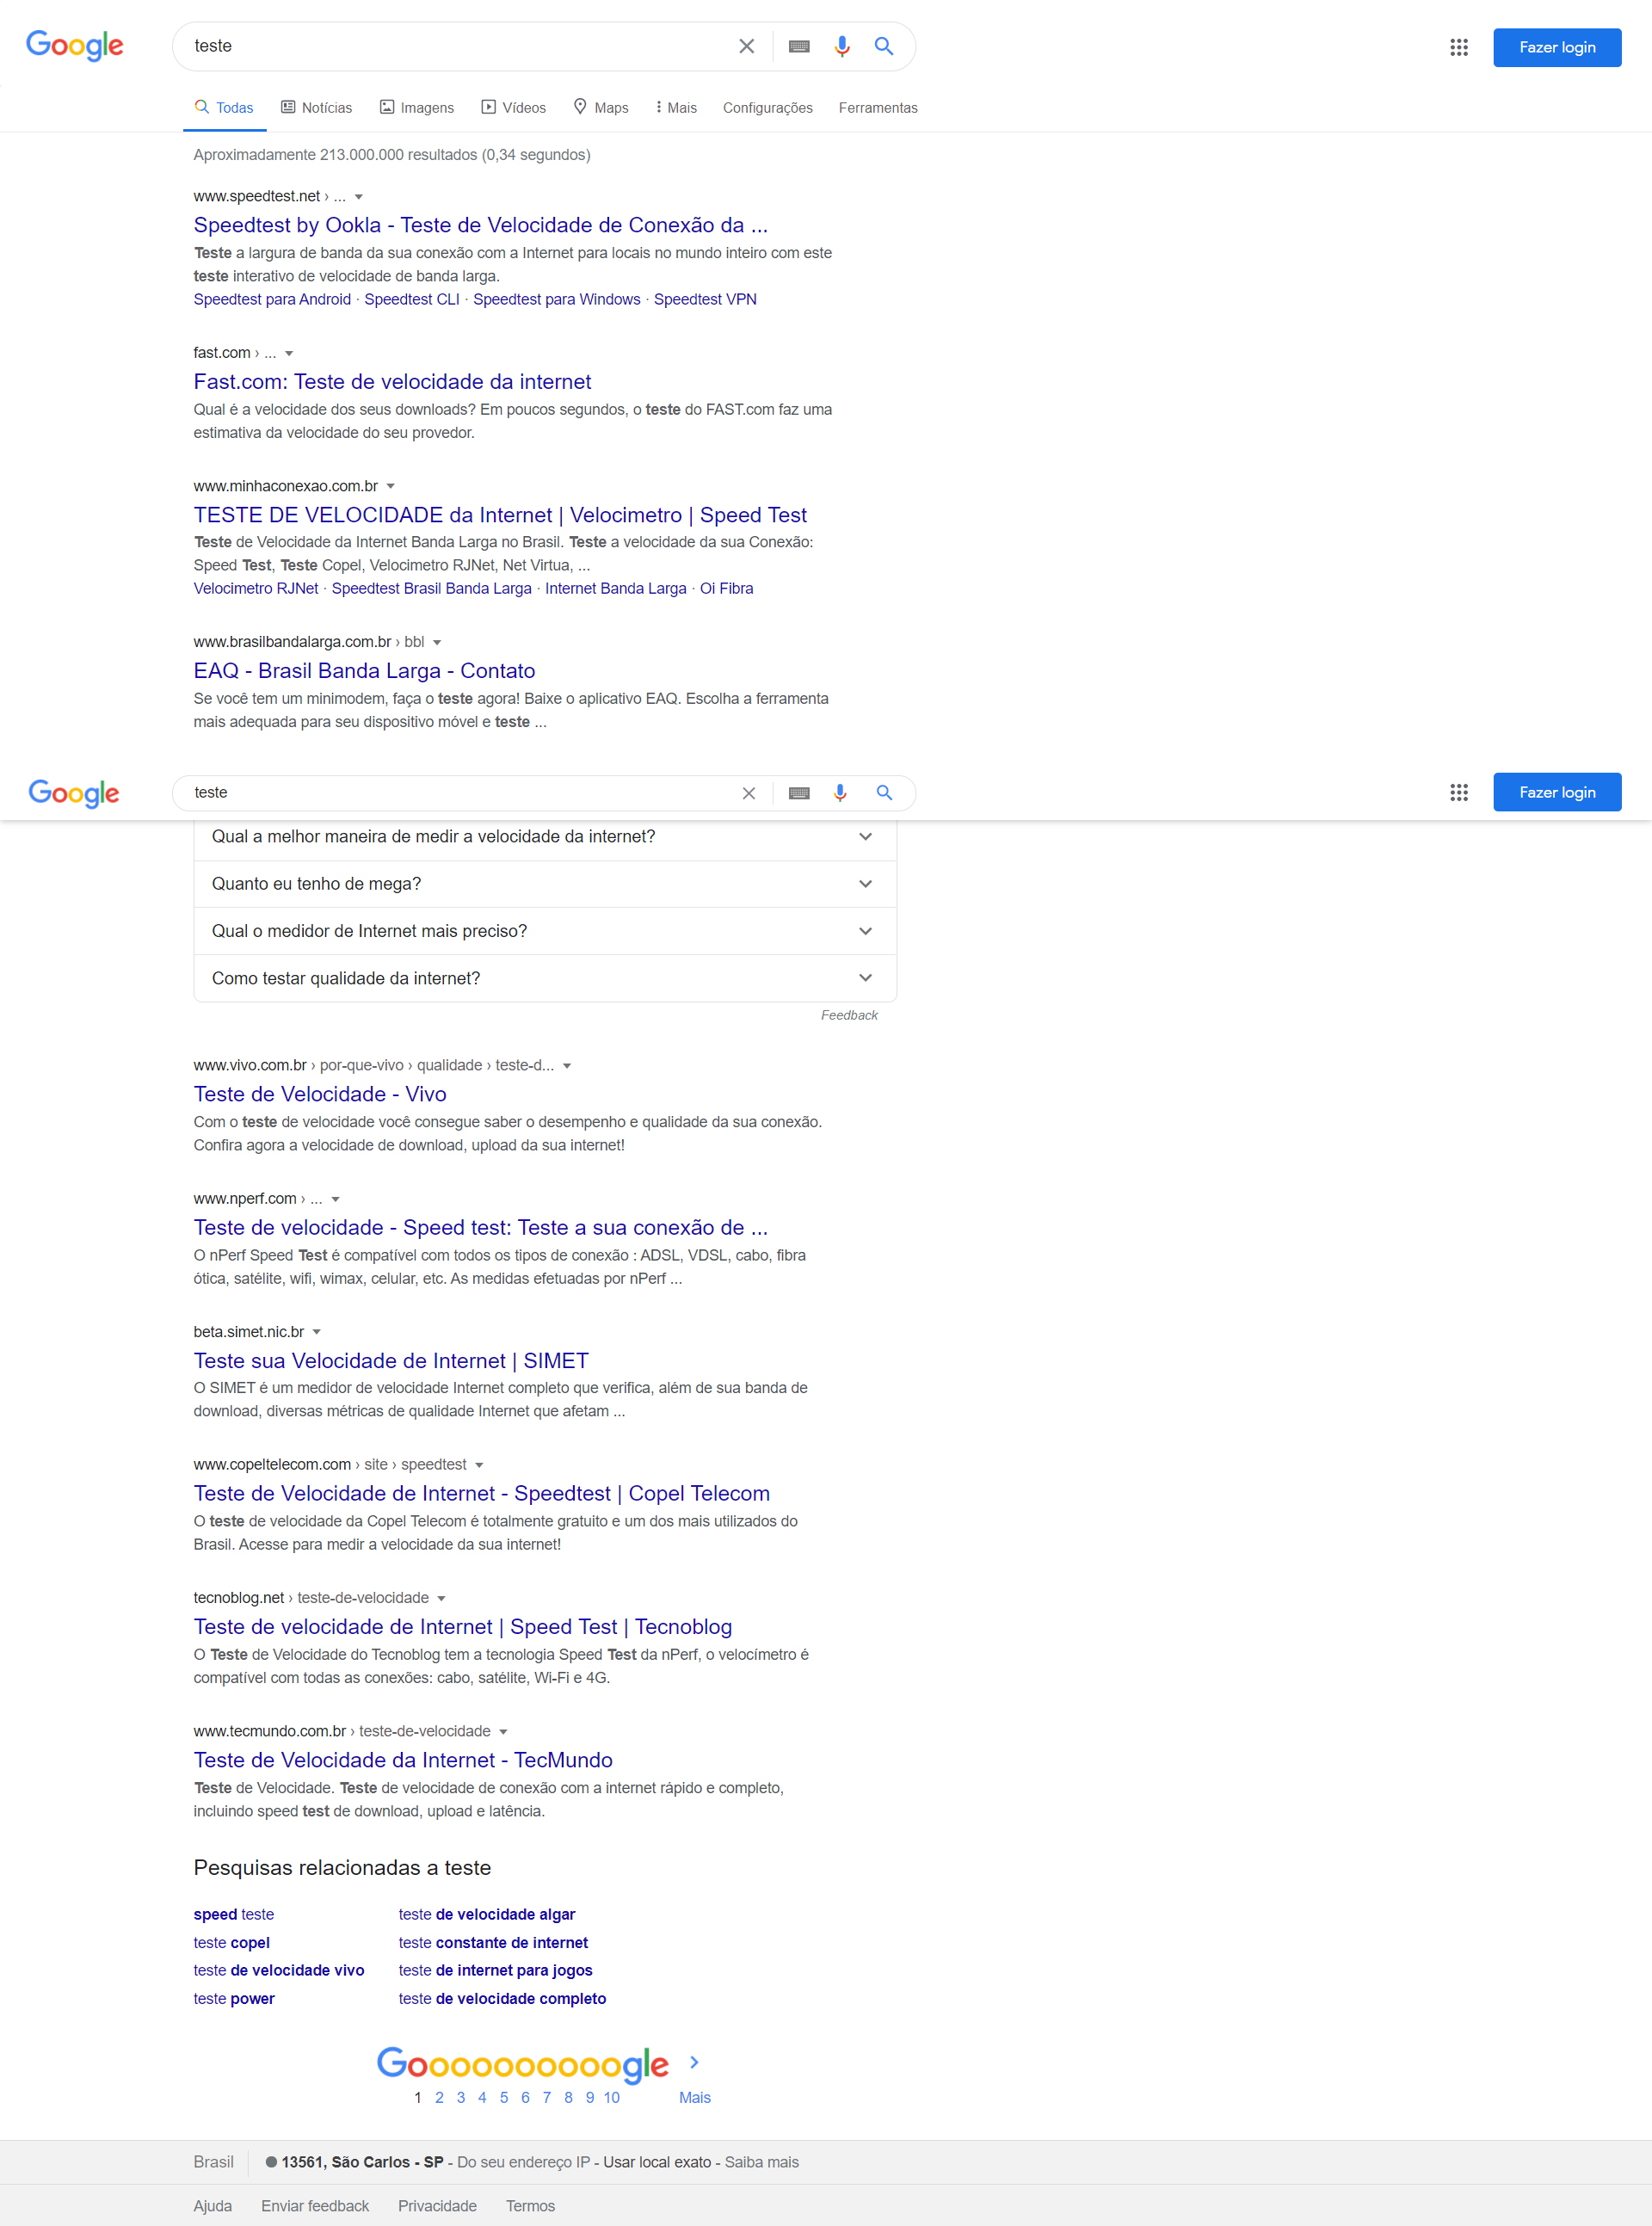 Google
teste
Fazer login
Todas Notícias Imagens Vídeos Maps Mais Configurações Ferramentas
Aproximadamente 213.000.000 resultados (0,34 segundos)
www.speedtest.net › ...
Speedtest by Ookla - Teste de Velocidade de Conexão da ...
Teste a largura de banda da sua conexão com a Internet para locais no mundo inteiro com este
teste interativo de velocidade de banda larga.
Speedtest para Android · Speedtest CLI · Speedtest para Windows · Speedtest VPN
fast.com › ...
Fast.com: Teste de velocidade da internet
Qual é a velocidade dos seus downloads? Em poucos segundos, o teste do FAST.com faz uma
estimativa da velocidade do seu provedor.
www.minhaconexao.com.br
TESTE DE VELOCIDADE da Internet | Velocimetro | Speed Test
Teste de Velocidade da Internet Banda Larga no Brasil. Teste a velocidade da sua Conexão:
Speed Test, Teste Copel, Velocimetro RJNet, Net Virtua, ...
Velocimetro RJNet · Speedtest Brasil Banda Larga · Internet Banda Larga · Oi Fibra
www.brasilbandalarga.com.br › bbl
EAQ - Brasil Banda Larga - Contato
Se você tem um minimodem, faça o teste agora! Baixe o aplicativo EAQ. Escolha a ferramenta
mais adequada para seu dispositivo móvel e teste ...
Google
teste
Fazer login
Qual a melhor maneira de medir a velocidade da internet?
Quanto eu tenho de mega?
Qual o medidor de Internet mais preciso?
Como testar qualidade da internet?
Feedback
www.vivo.com.br › por-que-vivo › qualidade › teste-d...
Teste de Velocidade - Vivo
Com o teste de velocidade você consegue saber o desempenho e qualidade da sua conexão.
Confira agora a velocidade de download, upload da sua internet!
www.nperf.com › ...
Teste de velocidade - Speed test: Teste a sua conexão de ...
O nPerf Speed Test é compatível com todos os tipos de conexão : ADSL, VDSL, cabo, fibra
ótica, satélite, wifi, wimax, celular, etc. As medidas efetuadas por nPerf ...
beta.simet.nic.br
Teste sua Velocidade de Internet | SIMET
O SIMET é um medidor de velocidade Internet completo que verifica, além de sua banda de
download, diversas métricas de qualidade Internet que afetam ...
www.copeltelecom.com › site › speedtest
Teste de Velocidade de Internet - Speedtest | Copel Telecom
O teste de velocidade da Copel Telecom é totalmente gratuito e um dos mais utilizados do
Brasil. Acesse para medir a velocidade da sua internet!
tecnoblog.net › teste-de-velocidade
Teste de velocidade de Internet | Speed Test | Tecnoblog
O Teste de Velocidade do Tecnoblog tem a tecnologia Speed Test da nPerf, o velocímetro é
compatível com todas as conexões: cabo, satélite, Wi-Fi e 4G.
www.tecmundo.com.br › teste-de-velocidade
Teste de Velocidade da Internet - TecMundo
Teste de Velocidade. Teste de velocidade de conexão com a internet rápido e completo,
incluindo speed test de download, upload e latência.
Pesquisas relacionadas a teste
speed teste
teste copel
teste de velocidade vivo
teste power
teste de velocidade algar
teste constante de internet
teste de internet para jogos
teste de velocidade completo
Goooooooooogle
1 2 3 4 5 6 7 8 9 10 Mais
Brasil 13561, São Carlos - SP - Do seu endereço IP - Usar local exato - Saiba mais
Ajuda Enviar feedback Privacidade Termos